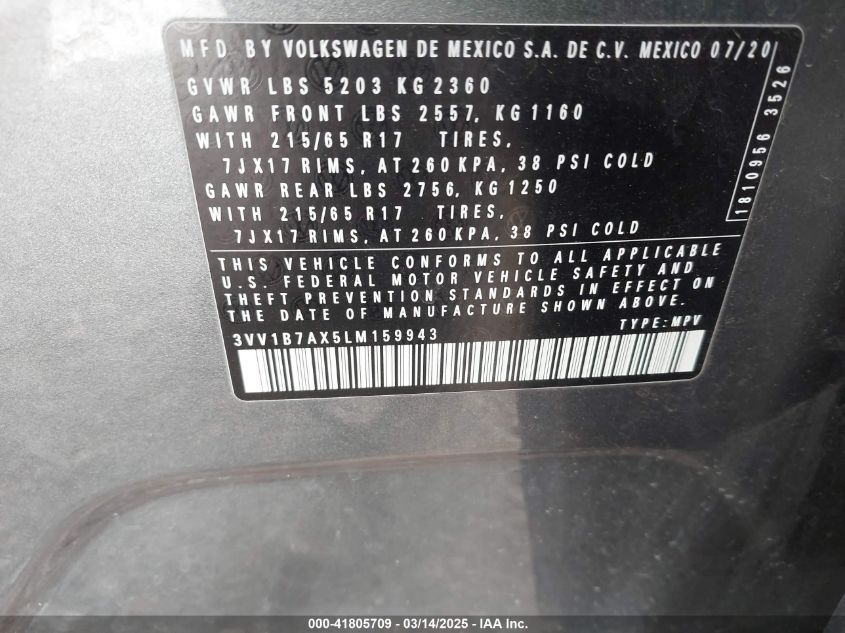 MFD. BY VOLKSWAGEN DE MEXICO S.A. DE C.V. MEXICO 07/20
GVWR LBS 5203 KG 2360
GAWR FRONT LBS 2557, KG 1160
WITH 215/65 R17 TIRES,
7JX17 RIMS, AT 260 KPA, 38 PSI COLD
GAWR REAR LBS 2756, KG 1250
WITH 215/65 R17 TIRES,
7JX17 RIMS, AT 260 KPA, 38 PSI COLD
THIS VEHICLE CONFORMS TO ALL APPLICABLE
U.S. FEDERAL MOTOR VEHICLE SAFETY AND
THEFT PREVENTION STANDARDS IN EFFECT ON
THE DATE OF MANUFACTURE SHOWN ABOVE.
TYPE: MPV
3VV1B7AX5LM159943
1810956 3526
000-41805709 - 03/14/2025 - IAA Inc.